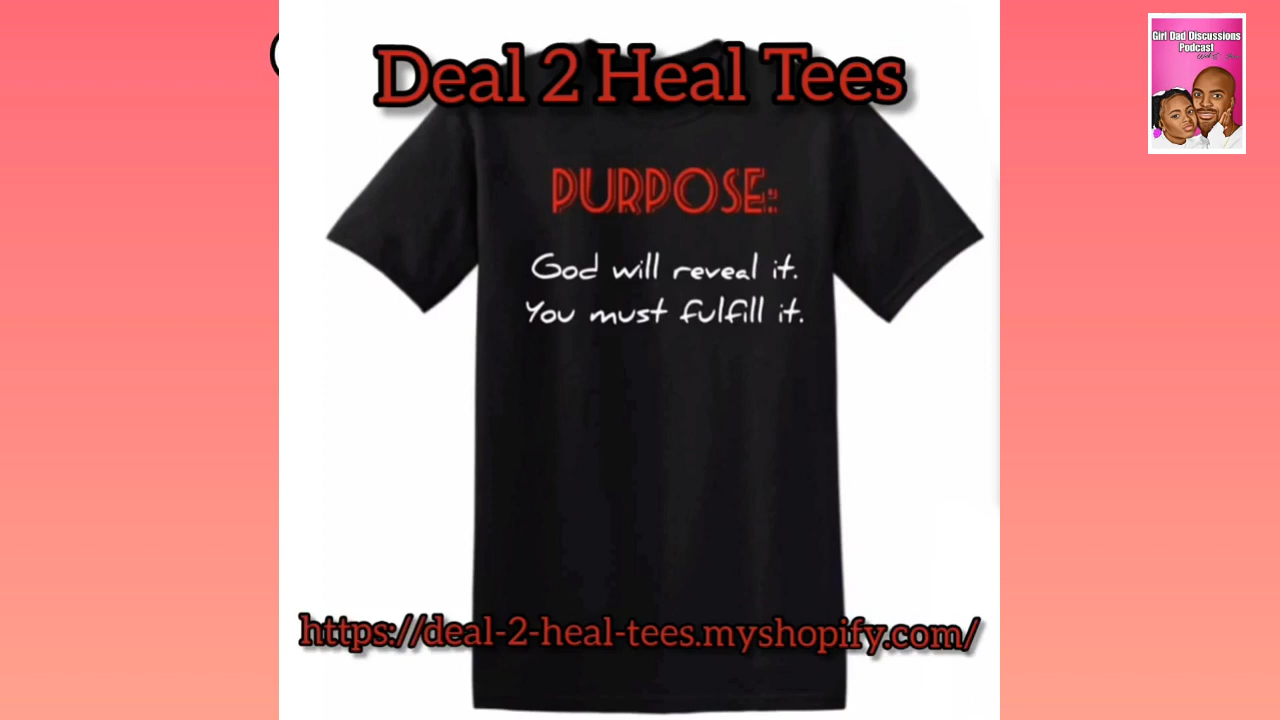 Deal 2 Heal Tees
PURPOSE:
God will reveal it.
You must fulfill it.
https://deal-2-heal-tees.myshopify.com/
Girl Dad Discussions
Podcast